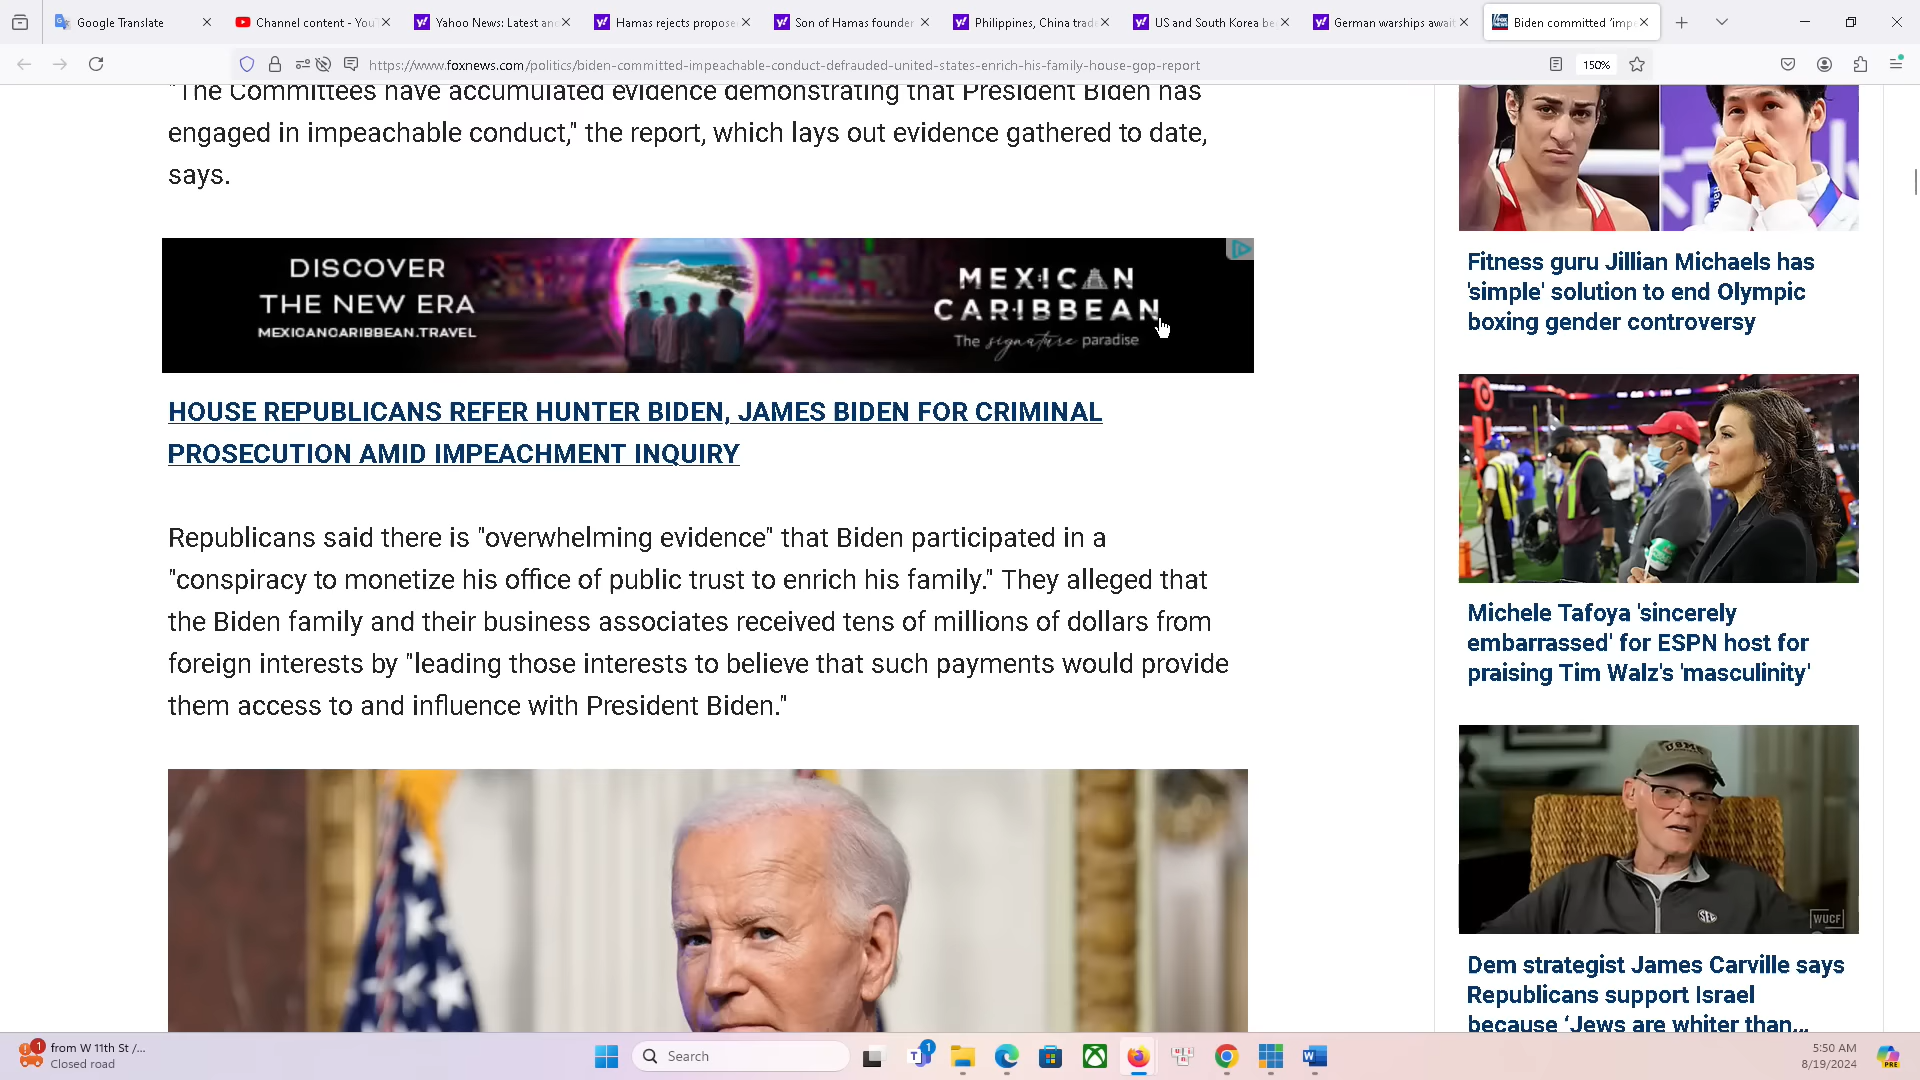 Google Translate
Channel content - You
Yahoo News: Latest and
Hamas rejects propose
Son of Hamas founder
Philippines, China trad
US and South Korea be
German warships await
Biden committed 'imp
https://www.foxnews.com/politics/biden-committed-impeachable-conduct-defrauded-united-states-enrich-his-family-house-gop-report
150%
"The Committees have accumulated evidence demonstrating that President Biden has
engaged in impeachable conduct," the report, which lays out evidence gathered to date,
says.
DISCOVER
THE NEW ERA
MEXICANCARIBBEAN.TRAVEL
MEXICAN
CARIBBEAN
The signature paradise
HOUSE REPUBLICANS REFER HUNTER BIDEN, JAMES BIDEN FOR CRIMINAL
PROSECUTION AMID IMPEACHMENT INQUIRY
Republicans said there is "overwhelming evidence" that Biden participated in a
"conspiracy to monetize his office of public trust to enrich his family." They alleged that
the Biden family and their business associates received tens of millions of dollars from
foreign interests by "leading those interests to believe that such payments would provide
them access to and influence with President Biden."
Fitness guru Jillian Michaels has
'simple' solution to end Olympic
boxing gender controversy
Michele Tafoya 'sincerely
embarrassed' for ESPN host for
praising Tim Walz's 'masculinity'
USMC
SEC
WUCF
Dem strategist James Carville says
Republicans support Israel
because ‘Jews are whiter than...
1
from W 11th St /...
Closed road
Search
1
5:50 AM
8/19/2024
PRE